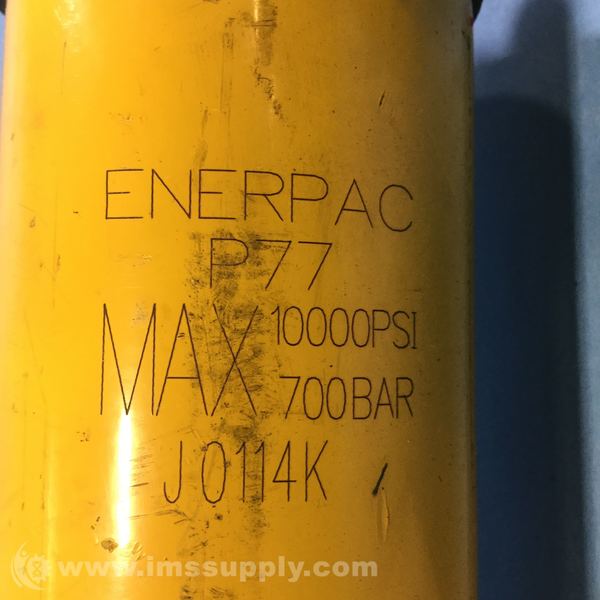 ENERPAC
P77
MAX 10000PSI
700BAR
J0114K
www.imssupply.com